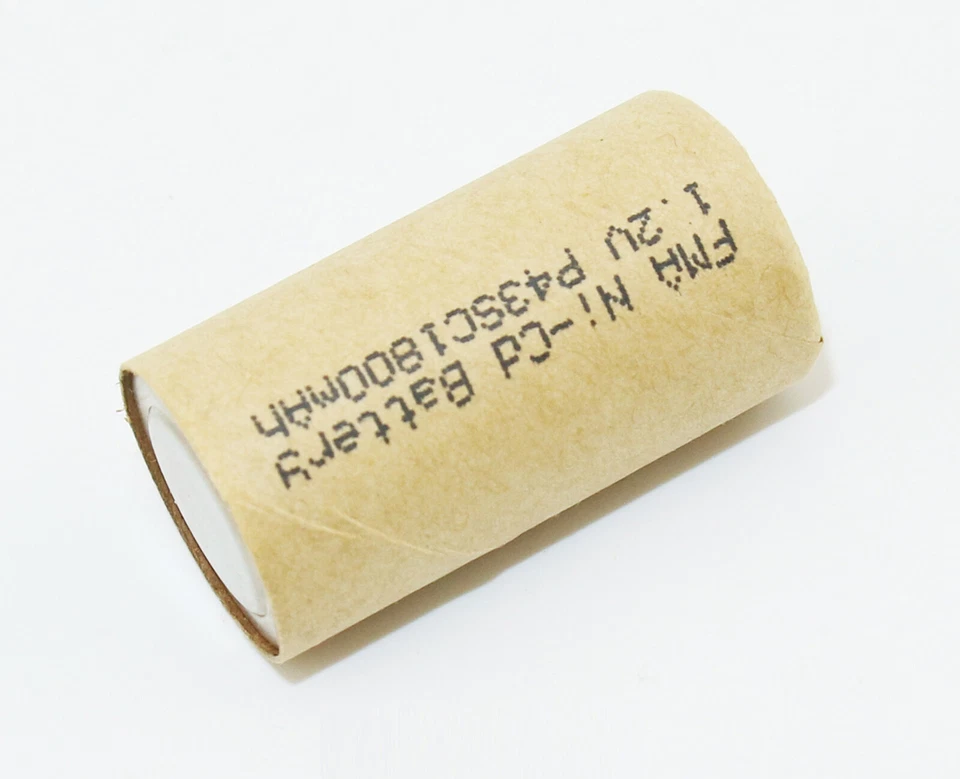 FMA Ni-Cd Battery
1.2V P43SC1800mAh